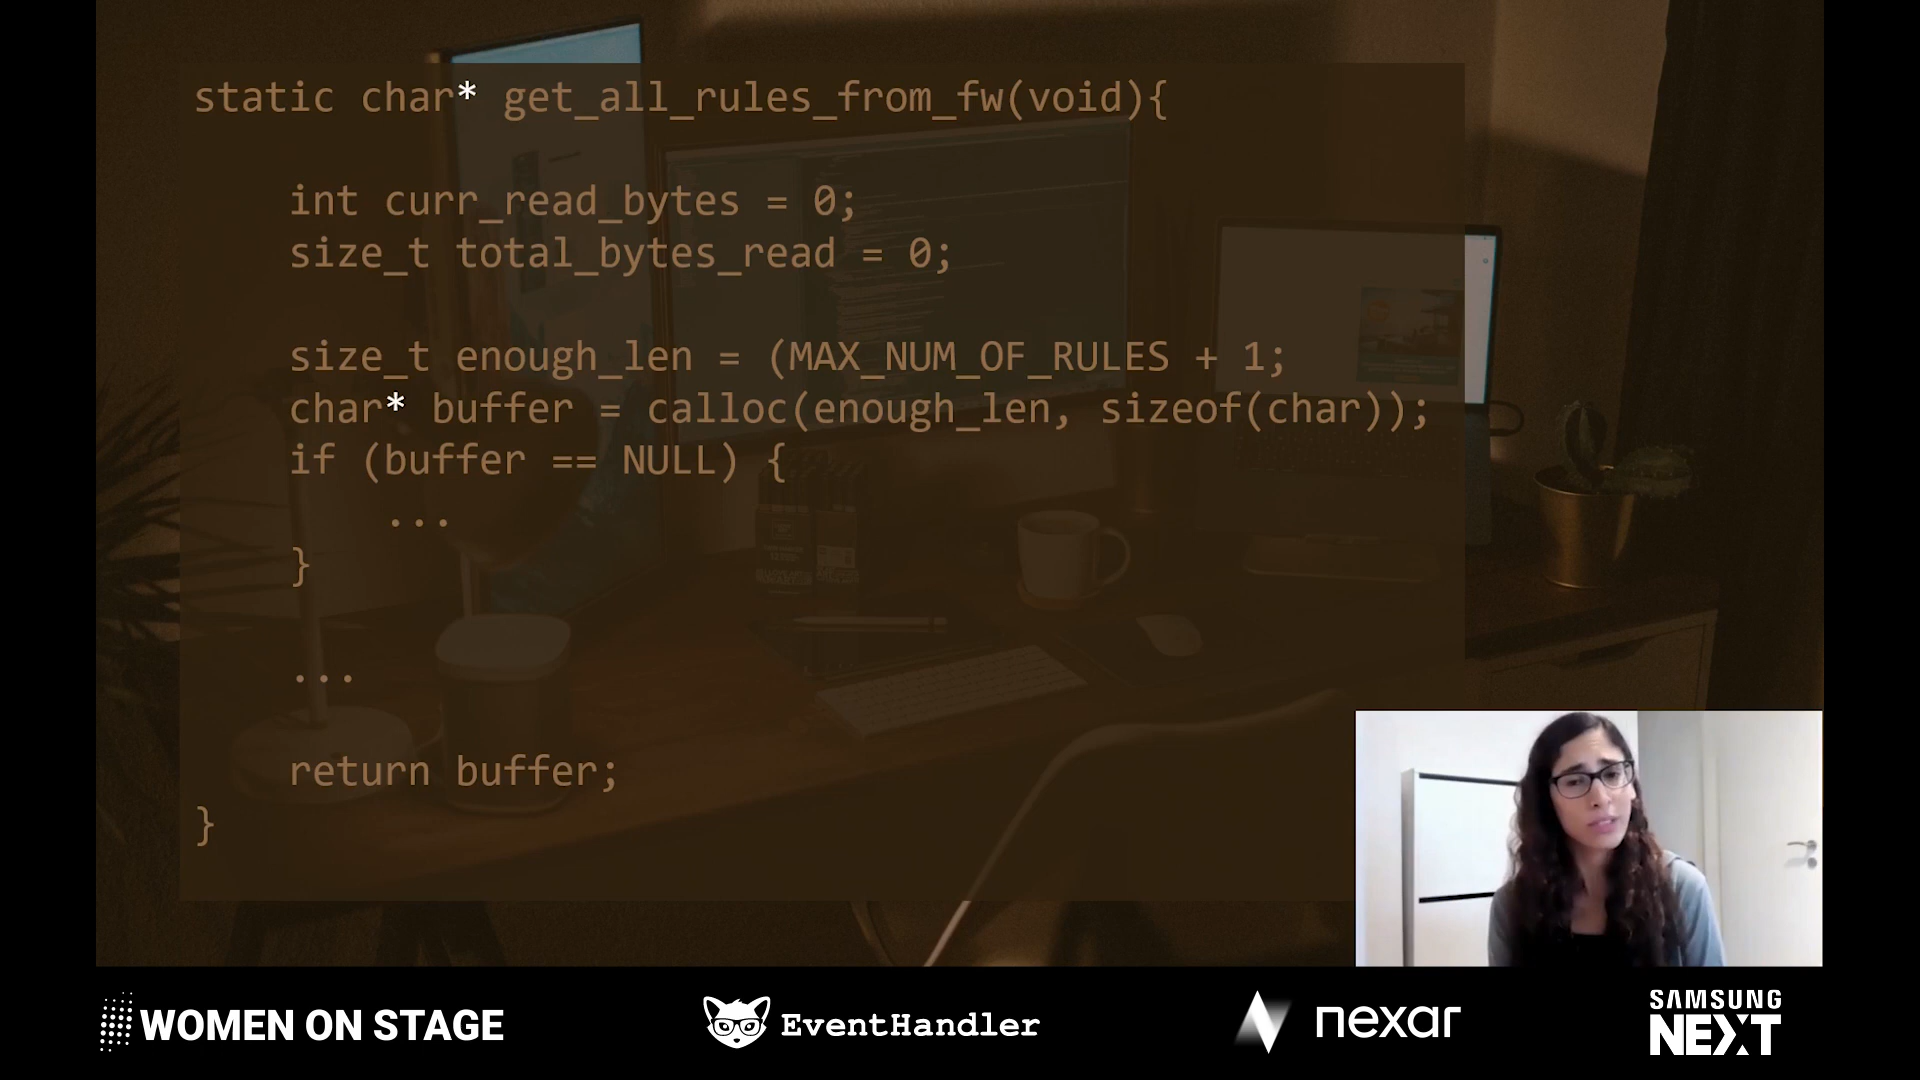 static char* get_all_rules_from_fw(void){
int curr_read_bytes = 0;
size_t total_bytes_read = 0;
size_t enough_len = (MAX_NUM_OF_RULES + 1;
char* buffer = calloc(enough_len, sizeof(char));
if (buffer == NULL) {
...
}
...
return buffer;
}
WOMEN ON STAGE
EventHandler
nexar
SAMSUNG
NEXT